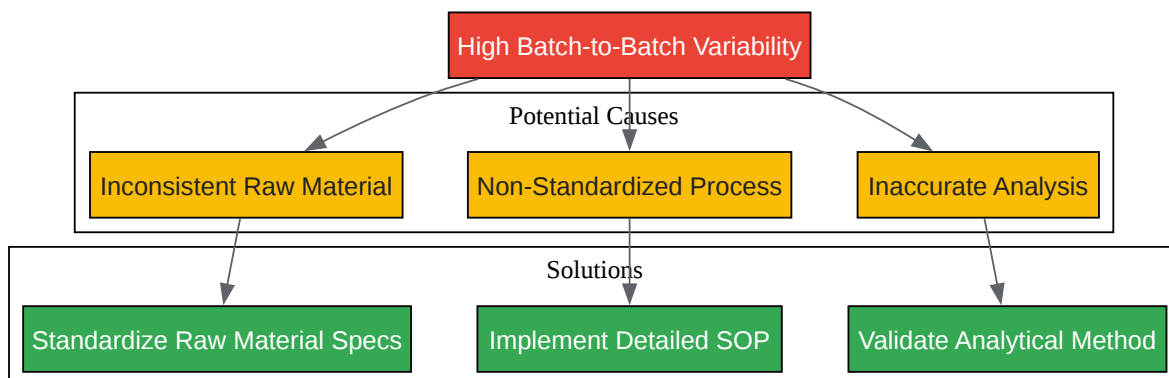 High Batch-to-Batch Variability
Potential Causes
Inconsistent Raw Material
Non-Standardized Process
Inaccurate Analysis
Solutions
Standardize Raw Material Specs
Implement Detailed SOP
Validate Analytical Method